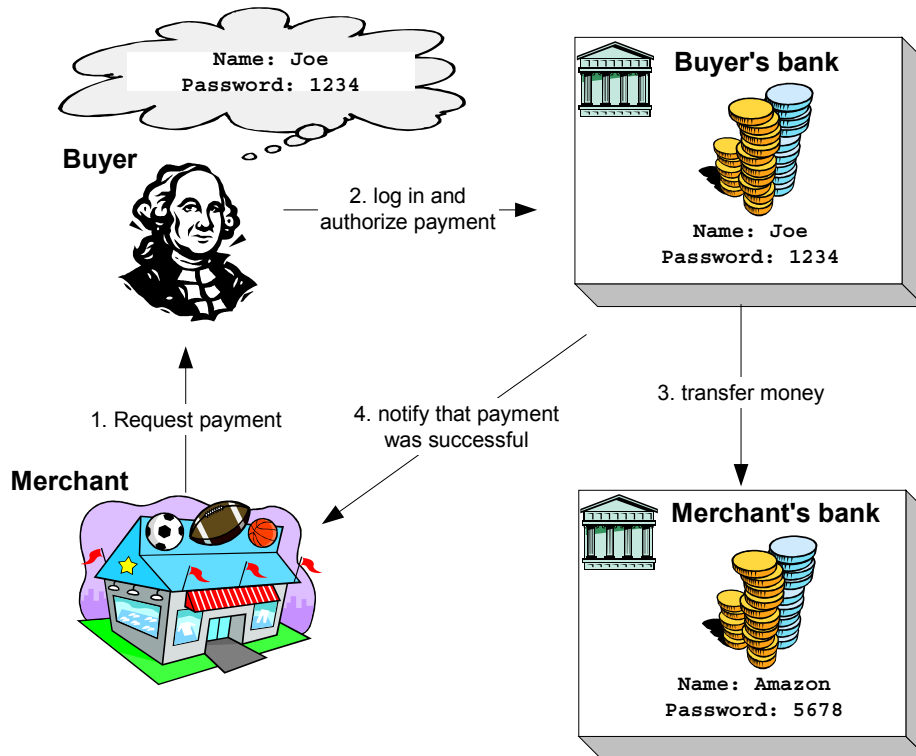 Name: Joe
Password: 1234
Buyer
2. log in and
authorize payment
Buyer's bank
Name: Joe
Password: 1234
1. Request payment
4. notify that payment
was successful
3. transfer money
Merchant
Merchant's bank
Name: Amazon
Password: 5678